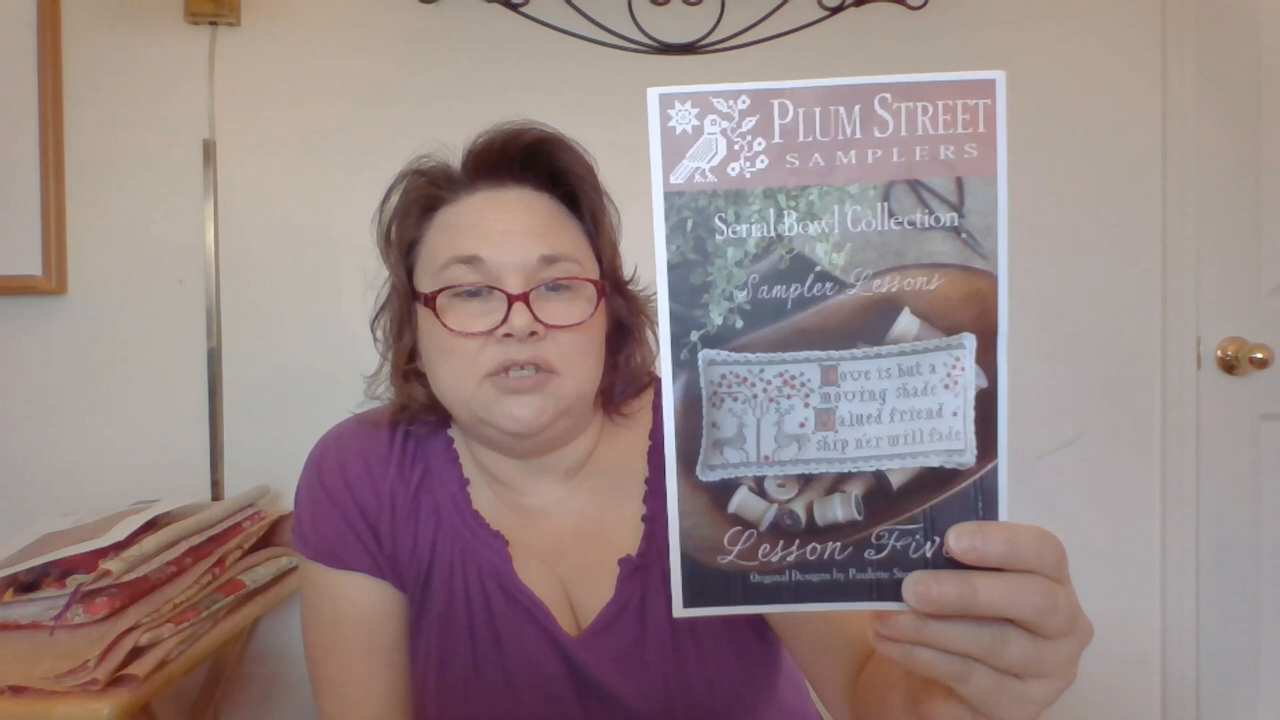 PLUM STREET
SAMPLERS
Serial Bowl Collection
Sampler Lessons
Love is but a
moving shade
Valued friend
ship n'er will fade
Lesson Five
Original Designs by Paulette